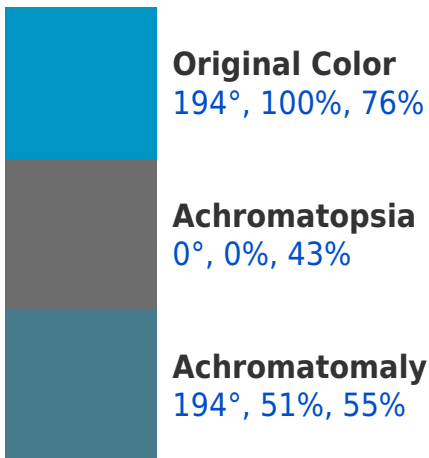 Original Color
194°, 100%, 76%
Achromatopsia
0°, 0%, 43%
Achromatomaly
194°, 51%, 55%